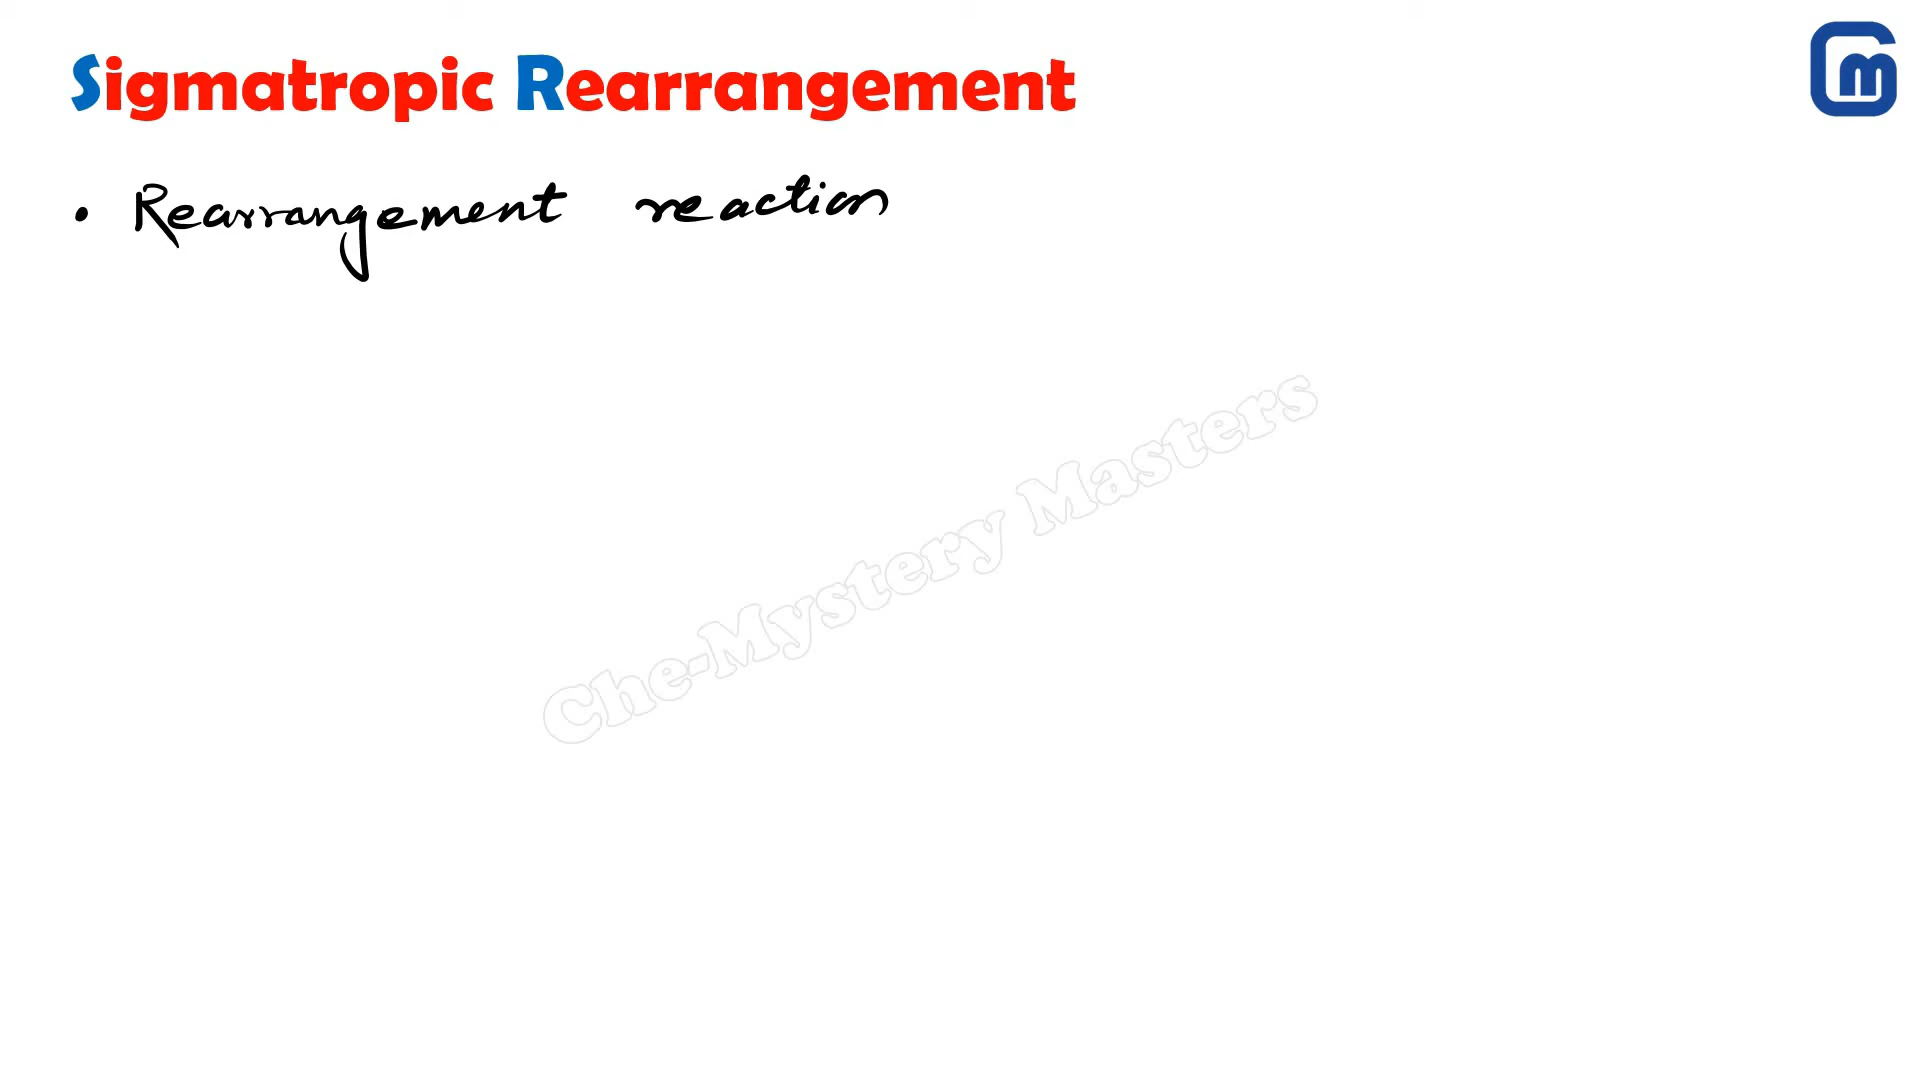 Sigmatropic Rearrangement
• Rearrangement reaction
Che-Mystery Masters